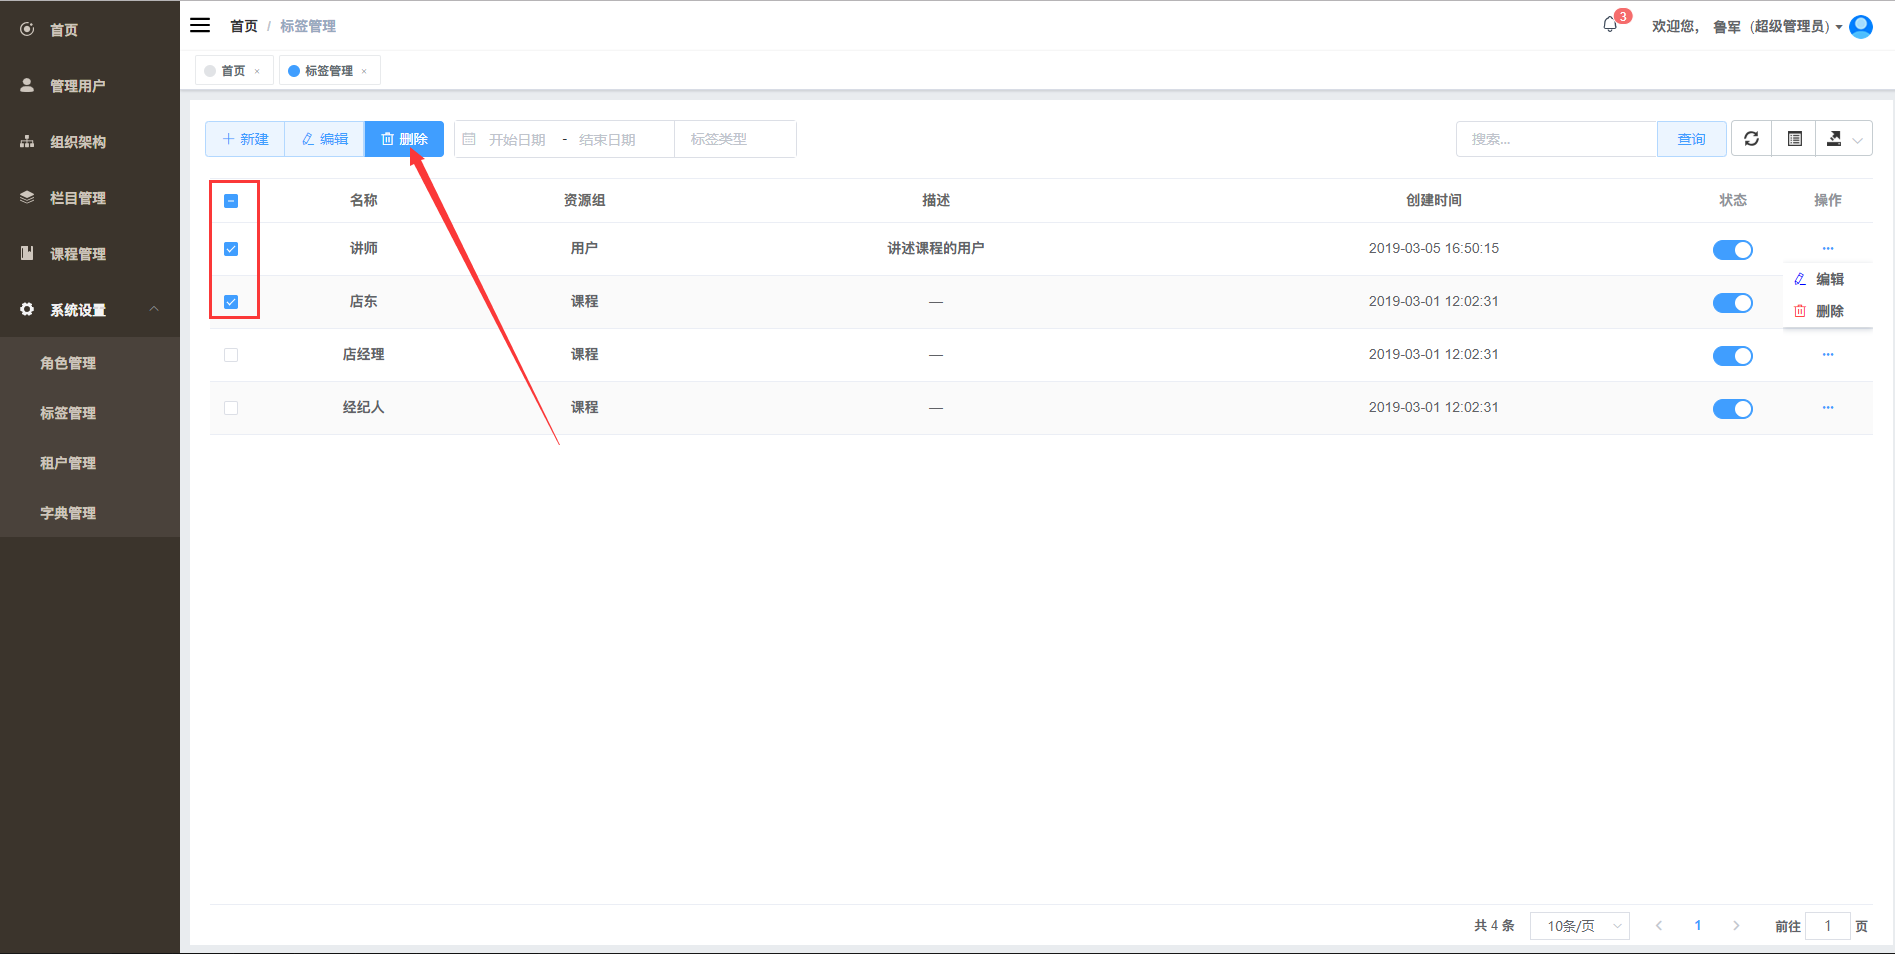 首页
管理用户
组织架构
栏目管理
课程管理
系统设置
角色管理
标签管理
租户管理
字典管理
首页 / 标签管理
3
欢迎您， 鲁军 （超级管理员）
首页 ×
标签管理 ×
新建 编辑 删除 开始日期 - 结束日期 标签类型 搜索... 查询
名称 资源组 描述 创建时间 状态 操作
讲师 用户 讲述课程的用户 2019-03-05 16:50:15 ...
编辑
删除
店东 课程 — 2019-03-01 12:02:31
店经理 课程 — 2019-03-01 12:02:31 ...
经纪人 课程 — 2019-03-01 12:02:31 ...
共 4 条 10条/页 < 1 > 前往 1 页